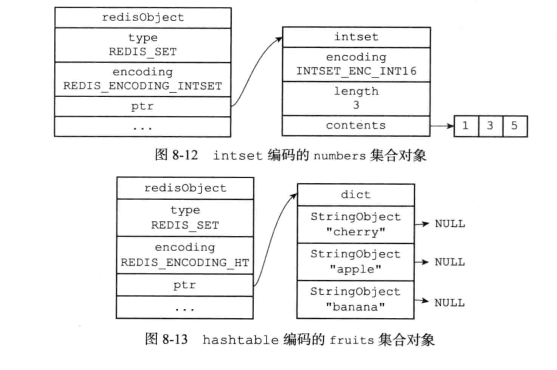 redisObject
type
REDIS_SET
encoding
REDIS_ENCODING_INTSET
ptr
...
intset
encoding
INTSET_ENC_INT16
length
3
contents
1 3 5
图 8-12 intset 编码的 numbers 集合对象
redisObject
type
REDIS_SET
encoding
REDIS_ENCODING_HT
ptr
...
dict
StringObject
"cherry"
NULL
StringObject
"apple"
NULL
StringObject
"banana"
NULL
图 8-13 hashtable 编码的 fruits 集合对象